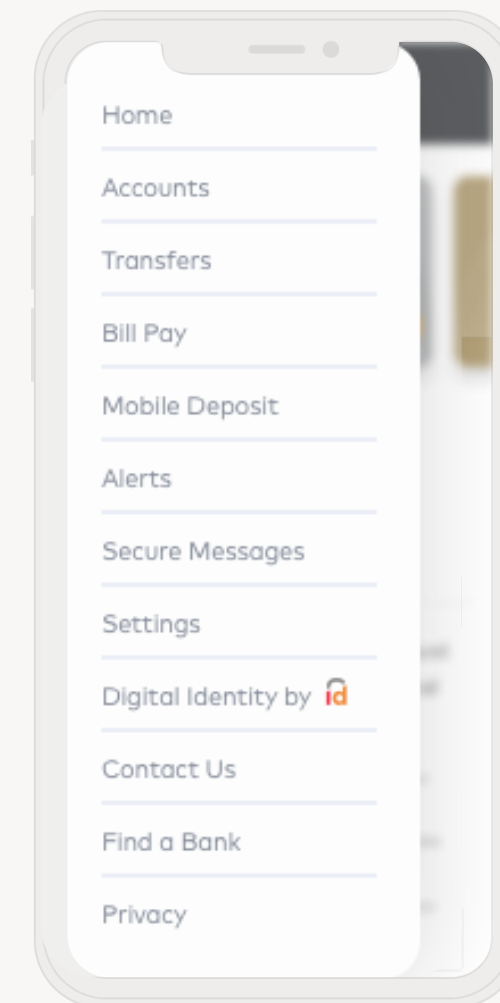 Home
Accounts
Transfers
Bill Pay
Mobile Deposit
Alerts
Secure Messages
Settings
Digital Identity by id
Contact Us
Find a Bank
Privacy